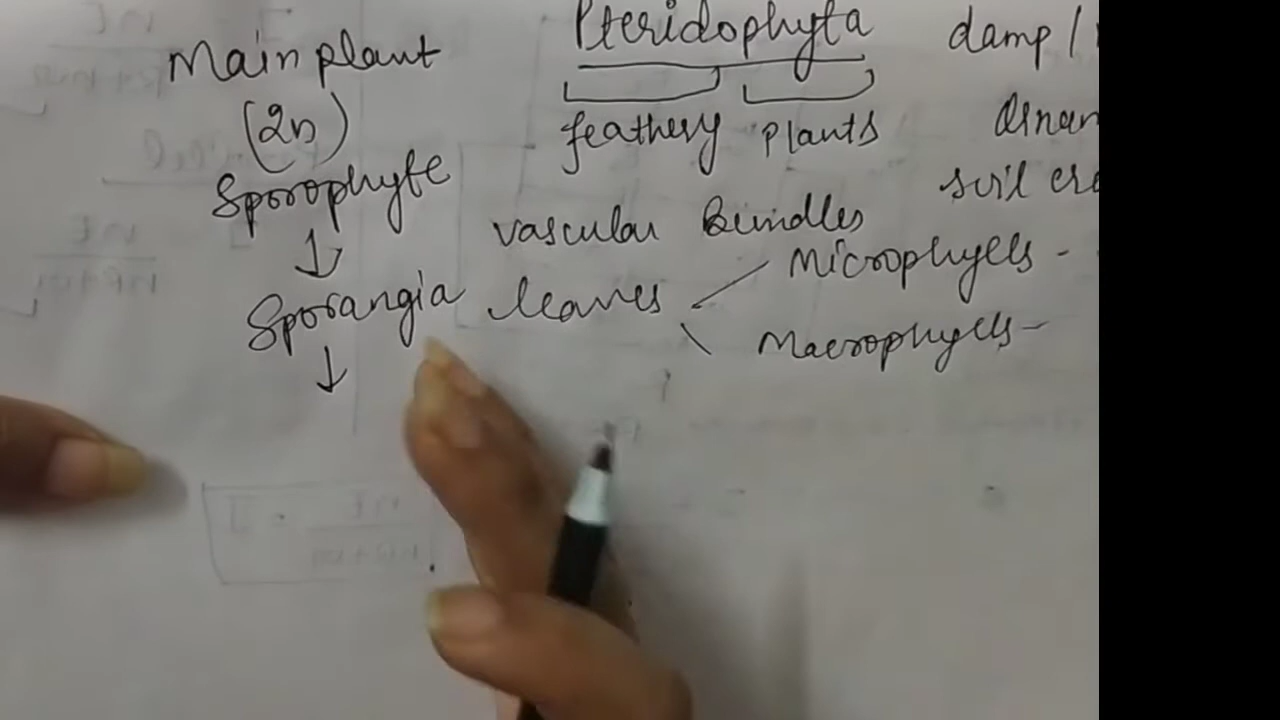 Main plant
(2n)
Sporophyte
↓
Sporangia
↓
Pteridophyta
feathery plants
vascular Bundles
leaves
Microphylls -
Macrophylls -
damp /
soil